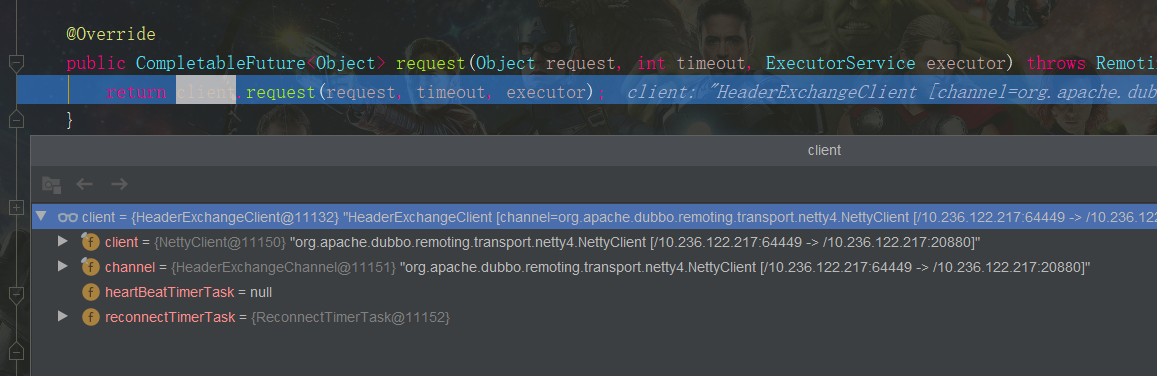 @Override
public CompletableFuture<Object> request(Object request, int timeout, ExecutorService executor) throws Remoti
return client.request(request, timeout, executor); client: "HeaderExchangeClient [channel=org.apache.dub
}
client
client = {HeaderExchangeClient@11132} "HeaderExchangeClient [channel=org.apache.dubbo.remoting.transport.netty4.NettyClient [/10.236.122.217:64449 -> /10.236.122
f client = {NettyClient@11150} "org.apache.dubbo.remoting.transport.netty4.NettyClient [/10.236.122.217:64449 -> /10.236.122.217:20880]"
f channel = {HeaderExchangeChannel@11151} "org.apache.dubbo.remoting.transport.netty4.NettyClient [/10.236.122.217:64449 -> /10.236.122.217:20880]"
f heartBeatTimerTask = null
f reconnectTimerTask = {ReconnectTimerTask@11152}